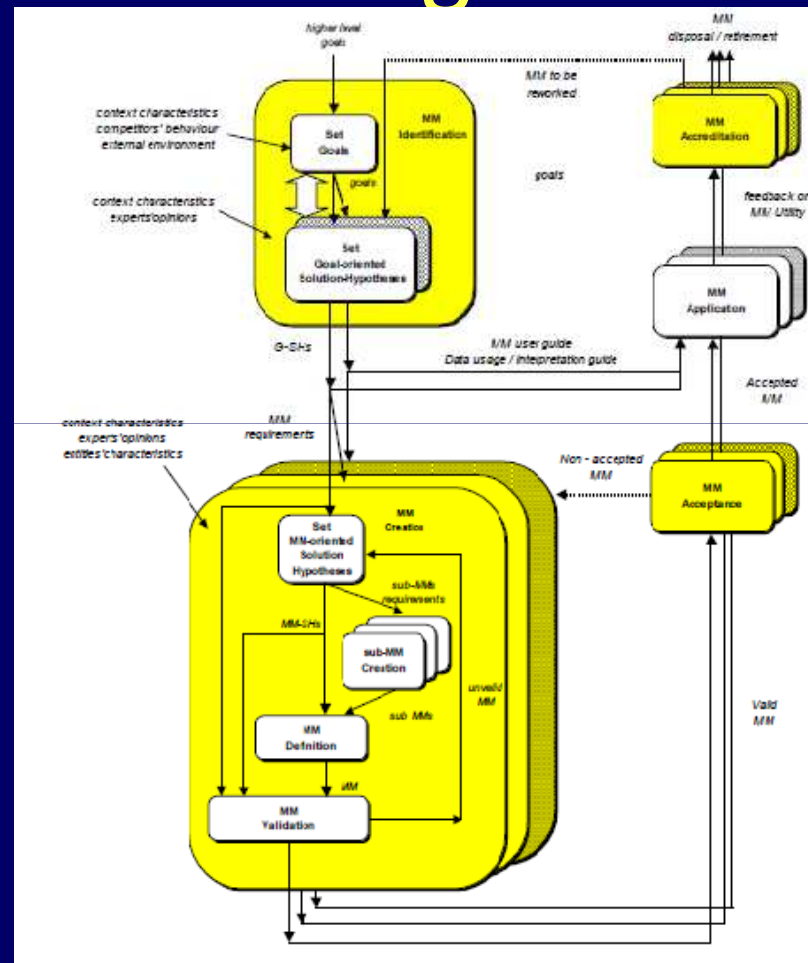 higher level
goals
MM
disposal / retirement
MM to be
reworked
context characteristics
competitors' behaviour
external environment
MM
Identification
Set
Goals
MM
Accreditation
goals
goals
context characteristics
experts'opinions
feedback on
MM Utility
Set
Goal-oriented
Solution-Hypotheses
MM
Application
G-SHs
MM user guide
Data usage / interpretation guide
Accepted
MM
context characteristics
experts'opinions
entities'characteristics
MM
requirements
Non - accepted
MM
MM
Acceptance
MM
Creation
Set
MM-oriented
Solution
Hypotheses
sub-MMs
requirements
MM-SHs
sub-MM
Creation
unvalid
MM
sub MMs
Valid
MM
MM
Definition
MM
MM
Validation